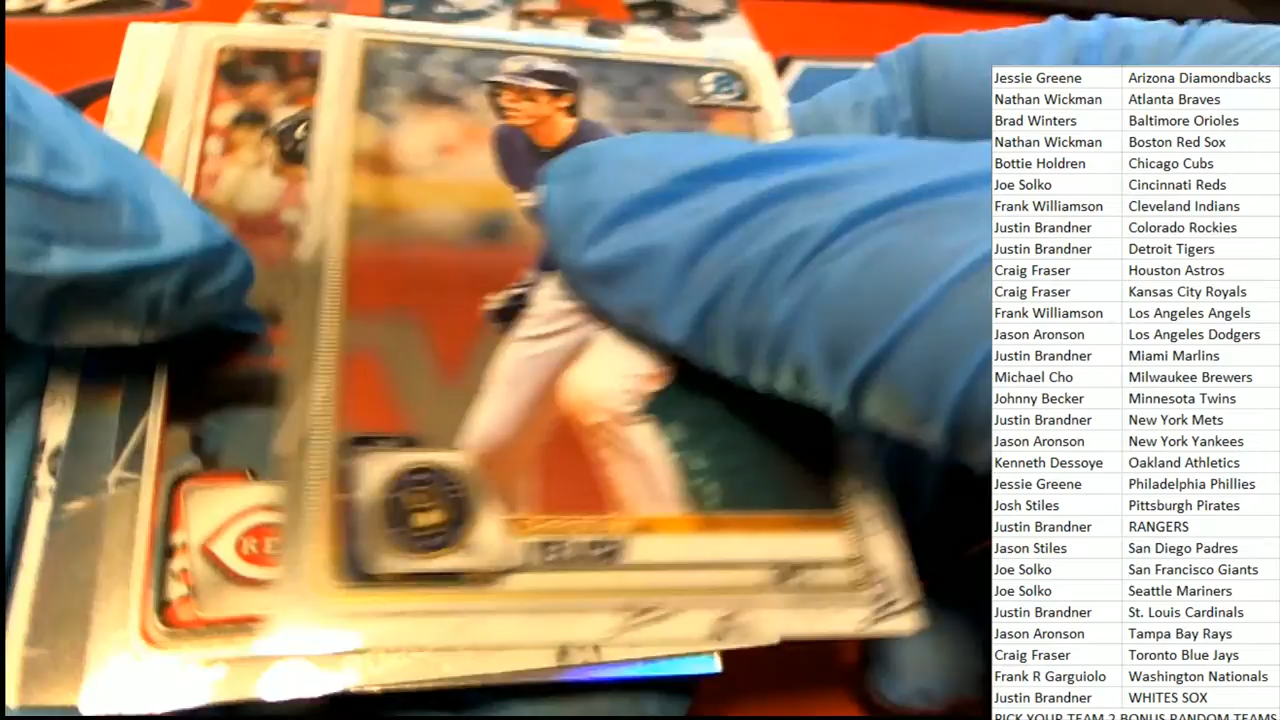 Jessie Greene Arizona Diamondbacks
Nathan Wickman Atlanta Braves
Brad Winters Baltimore Orioles
Nathan Wickman Boston Red Sox
Bottie Holdren Chicago Cubs
Joe Solko Cincinnati Reds
Frank Williamson Cleveland Indians
Justin Brandner Colorado Rockies
Justin Brandner Detroit Tigers
Craig Fraser Houston Astros
Craig Fraser Kansas City Royals
Frank Williamson Los Angeles Angels
Jason Aronson Los Angeles Dodgers
Justin Brandner Miami Marlins
Michael Cho Milwaukee Brewers
Johnny Becker Minnesota Twins
Justin Brandner New York Mets
Jason Aronson New York Yankees
Kenneth Dessoye Oakland Athletics
Jessie Greene Philadelphia Phillies
Josh Stiles Pittsburgh Pirates
Justin Brandner RANGERS
Jason Stiles San Diego Padres
Joe Solko San Francisco Giants
Joe Solko Seattle Mariners
Justin Brandner St. Louis Cardinals
Jason Aronson Tampa Bay Rays
Craig Fraser Toronto Blue Jays
Frank R Garguiolo Washington Nationals
Justin Brandner WHITES SOX
PICK YOUR TEAM 2 BONUS RANDOM TEAMS
RE